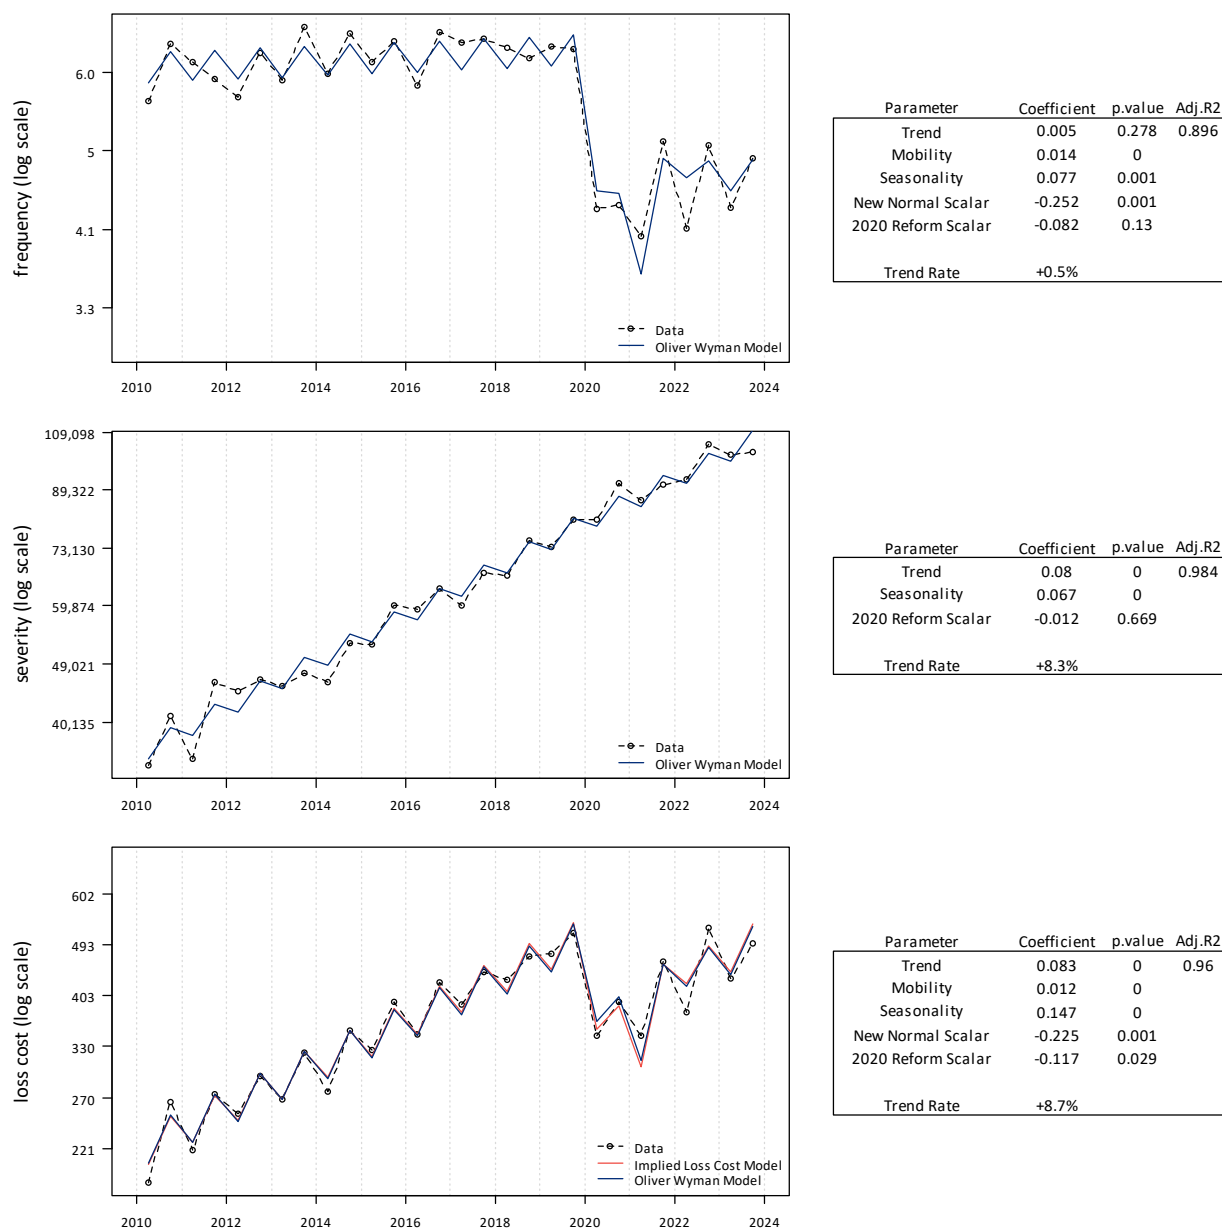 frequency (log scale)
6.0
5
4.1
3.3
Data
Oliver Wyman Model
2010 2012 2014 2016 2018 2020 2022 2024
Parameter Coefficient p.value Adj.R2
Trend 0.005 0.278 0.896
Mobility 0.014 0
Seasonality 0.077 0.001
New Normal Scalar -0.252 0.001
2020 Reform Scalar -0.082 0.13
Trend Rate +0.5%
severity (log scale)
109,098
89,322
73,130
59,874
49,021
40,135
Data
Oliver Wyman Model
2010 2012 2014 2016 2018 2020 2022 2024
Parameter Coefficient p.value Adj.R2
Trend 0.08 0 0.984
Seasonality 0.067 0
2020 Reform Scalar -0.012 0.669
Trend Rate +8.3%
loss cost (log scale)
602
493
403
330
270
221
Data
Implied Loss Cost Model
Oliver Wyman Model
2010 2012 2014 2016 2018 2020 2022 2024
Parameter Coefficient p.value Adj.R2
Trend 0.083 0 0.96
Mobility 0.012 0
Seasonality 0.147 0
New Normal Scalar -0.225 0.001
2020 Reform Scalar -0.117 0.029
Trend Rate +8.7%